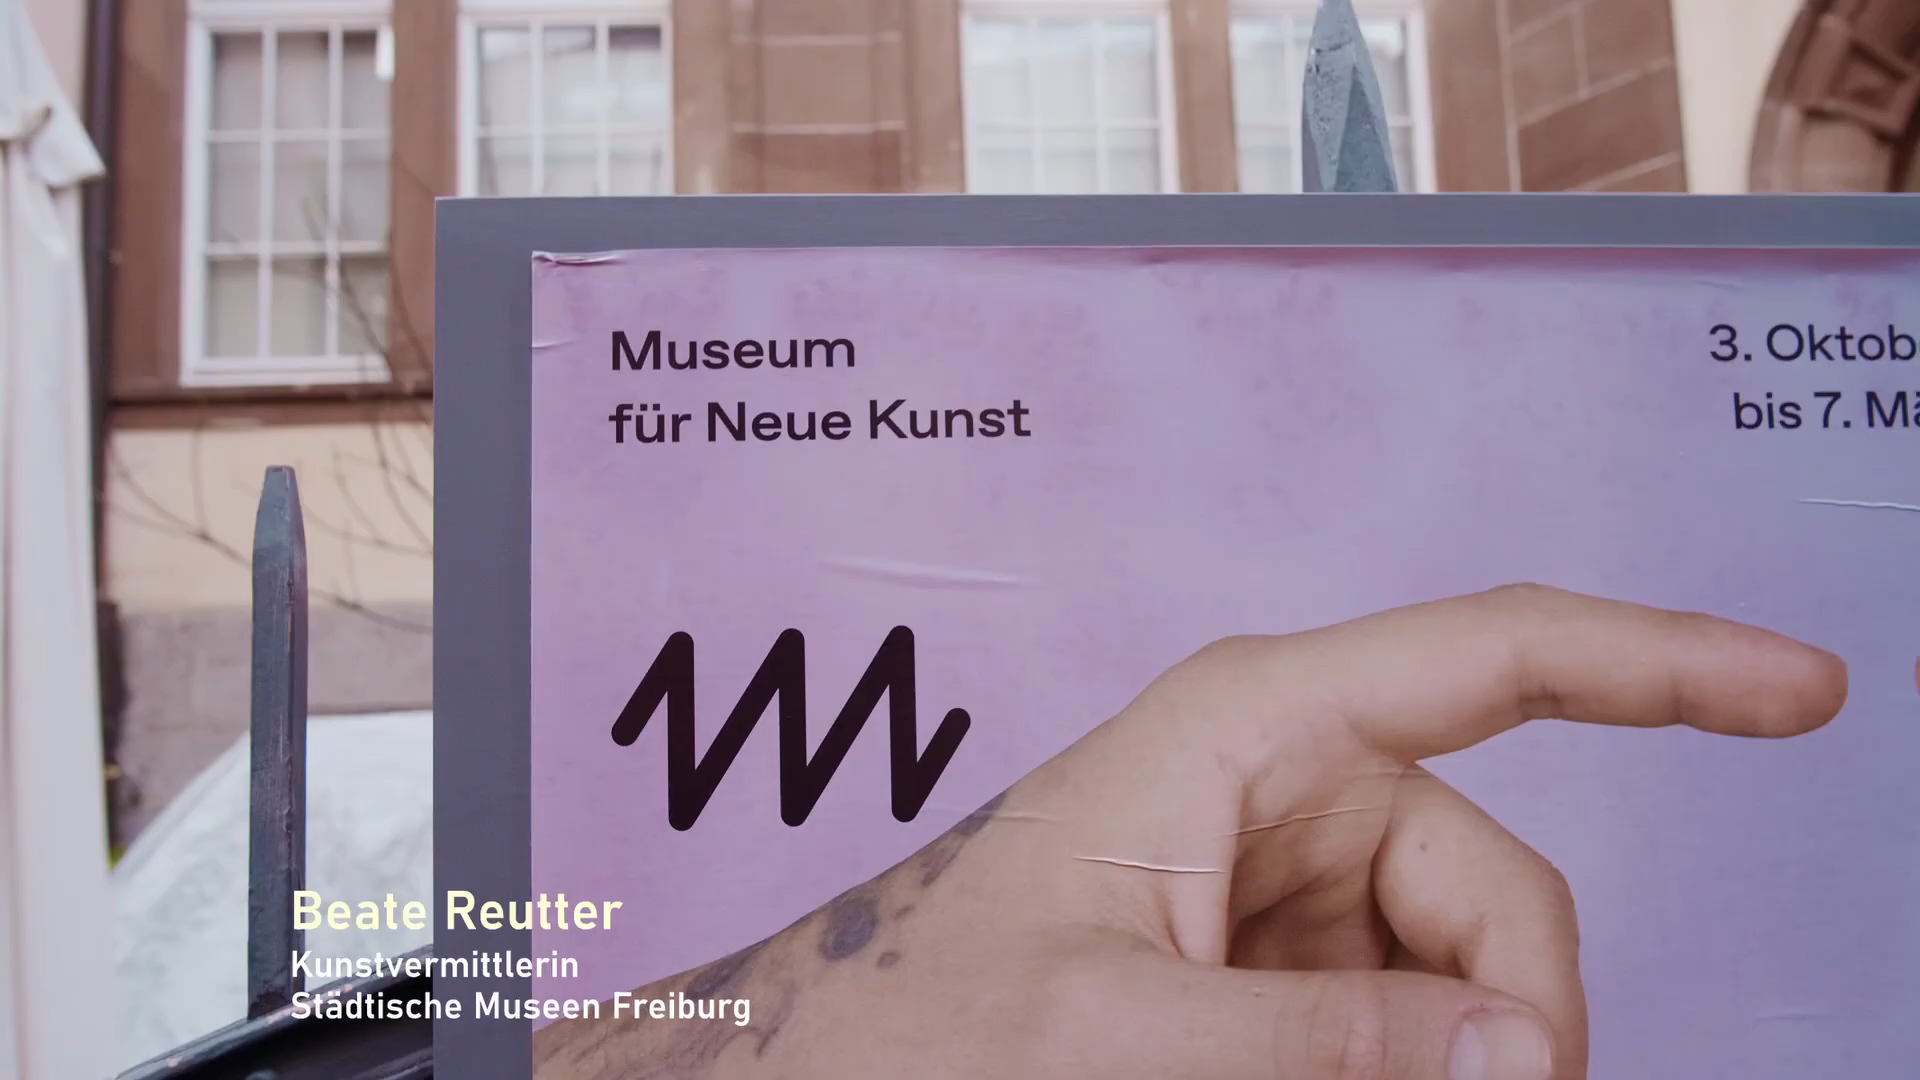 Museum
für Neue Kunst
3. Oktob
bis 7. Mä
Beate Reutter
Kunstvermittlerin
Städtische Museen Freiburg